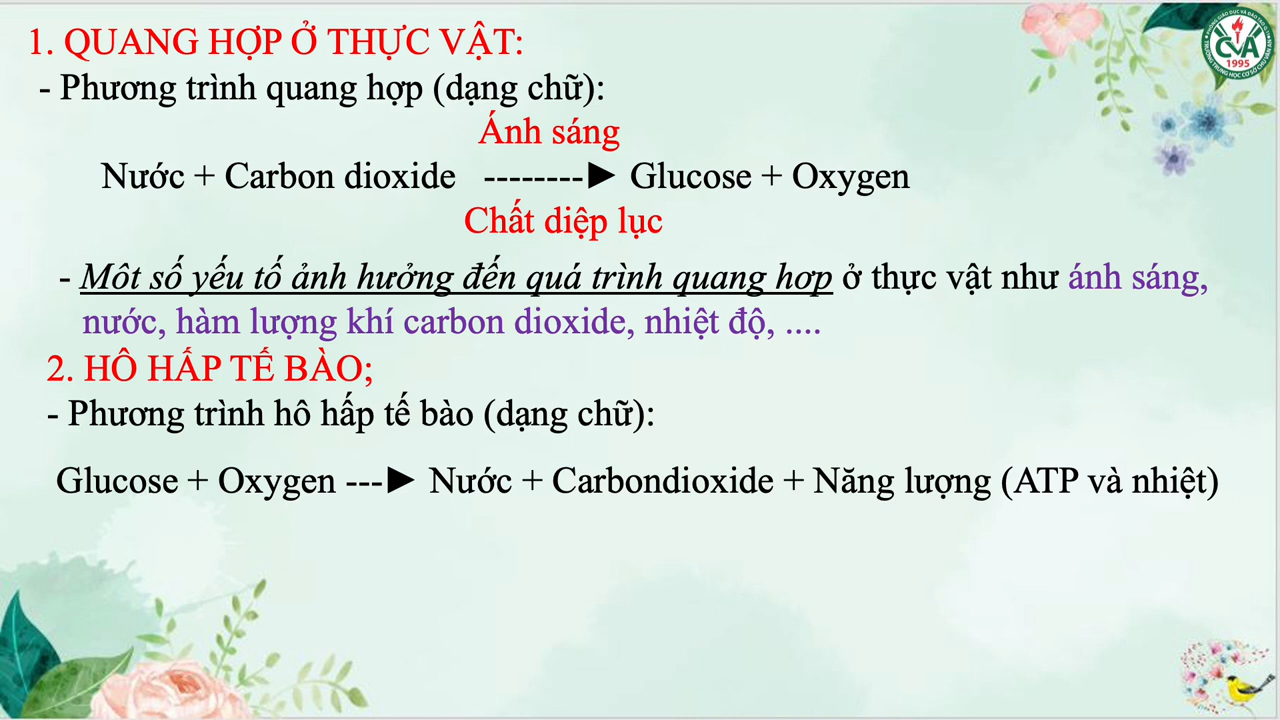 1. QUANG HỢP Ở THỰC VẬT:
- Phương trình quang hợp (dạng chữ):
Ánh sáng
Nước + Carbon dioxide --------► Glucose + Oxygen
Chất diệp lục
- Một số yếu tố ảnh hưởng đến quá trình quang hợp ở thực vật như ánh sáng,
nước, hàm lượng khí carbon dioxide, nhiệt độ, ....
2. HÔ HẤP TẾ BÀO;
- Phương trình hô hấp tế bào (dạng chữ):
Glucose + Oxygen ---► Nước + Carbondioxide + Năng lượng (ATP và nhiệt)
CVA
1995